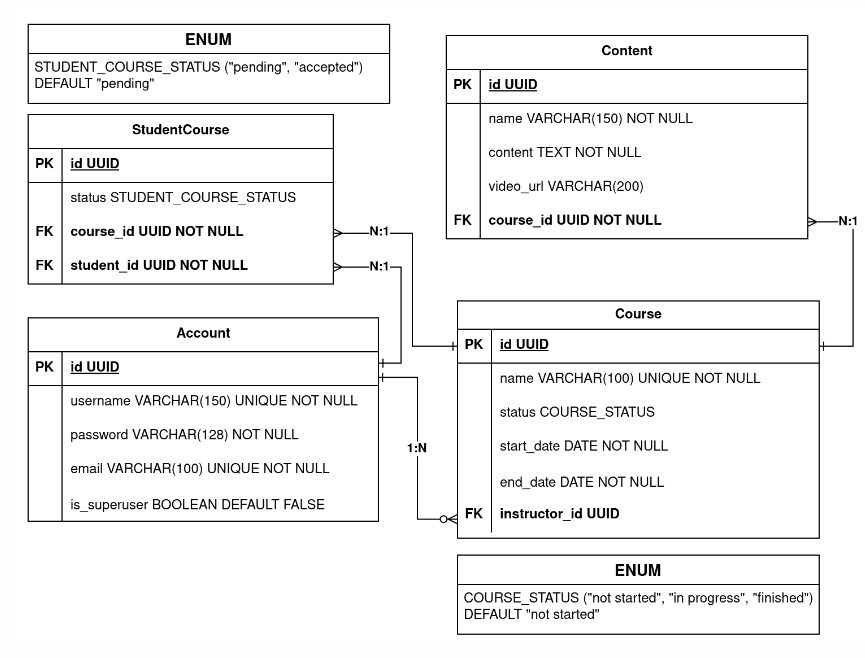 ENUM
STUDENT_COURSE_STATUS ("pending", "accepted")
DEFAULT "pending"
StudentCourse
PK id UUID
status STUDENT_COURSE_STATUS
FK course_id UUID NOT NULL
FK student_id UUID NOT NULL
N:1
N:1
Content
PK id UUID
name VARCHAR(150) NOT NULL
content TEXT NOT NULL
video_url VARCHAR(200)
FK course_id UUID NOT NULL
N:1
Account
PK id UUID
username VARCHAR(150) UNIQUE NOT NULL
password VARCHAR(128) NOT NULL
email VARCHAR(100) UNIQUE NOT NULL
is_superuser BOOLEAN DEFAULT FALSE
1:N
Course
PK id UUID
name VARCHAR(100) UNIQUE NOT NULL
status COURSE_STATUS
start_date DATE NOT NULL
end_date DATE NOT NULL
FK instructor_id UUID
ENUM
COURSE_STATUS ("not started", "in progress", "finished")
DEFAULT "not started"